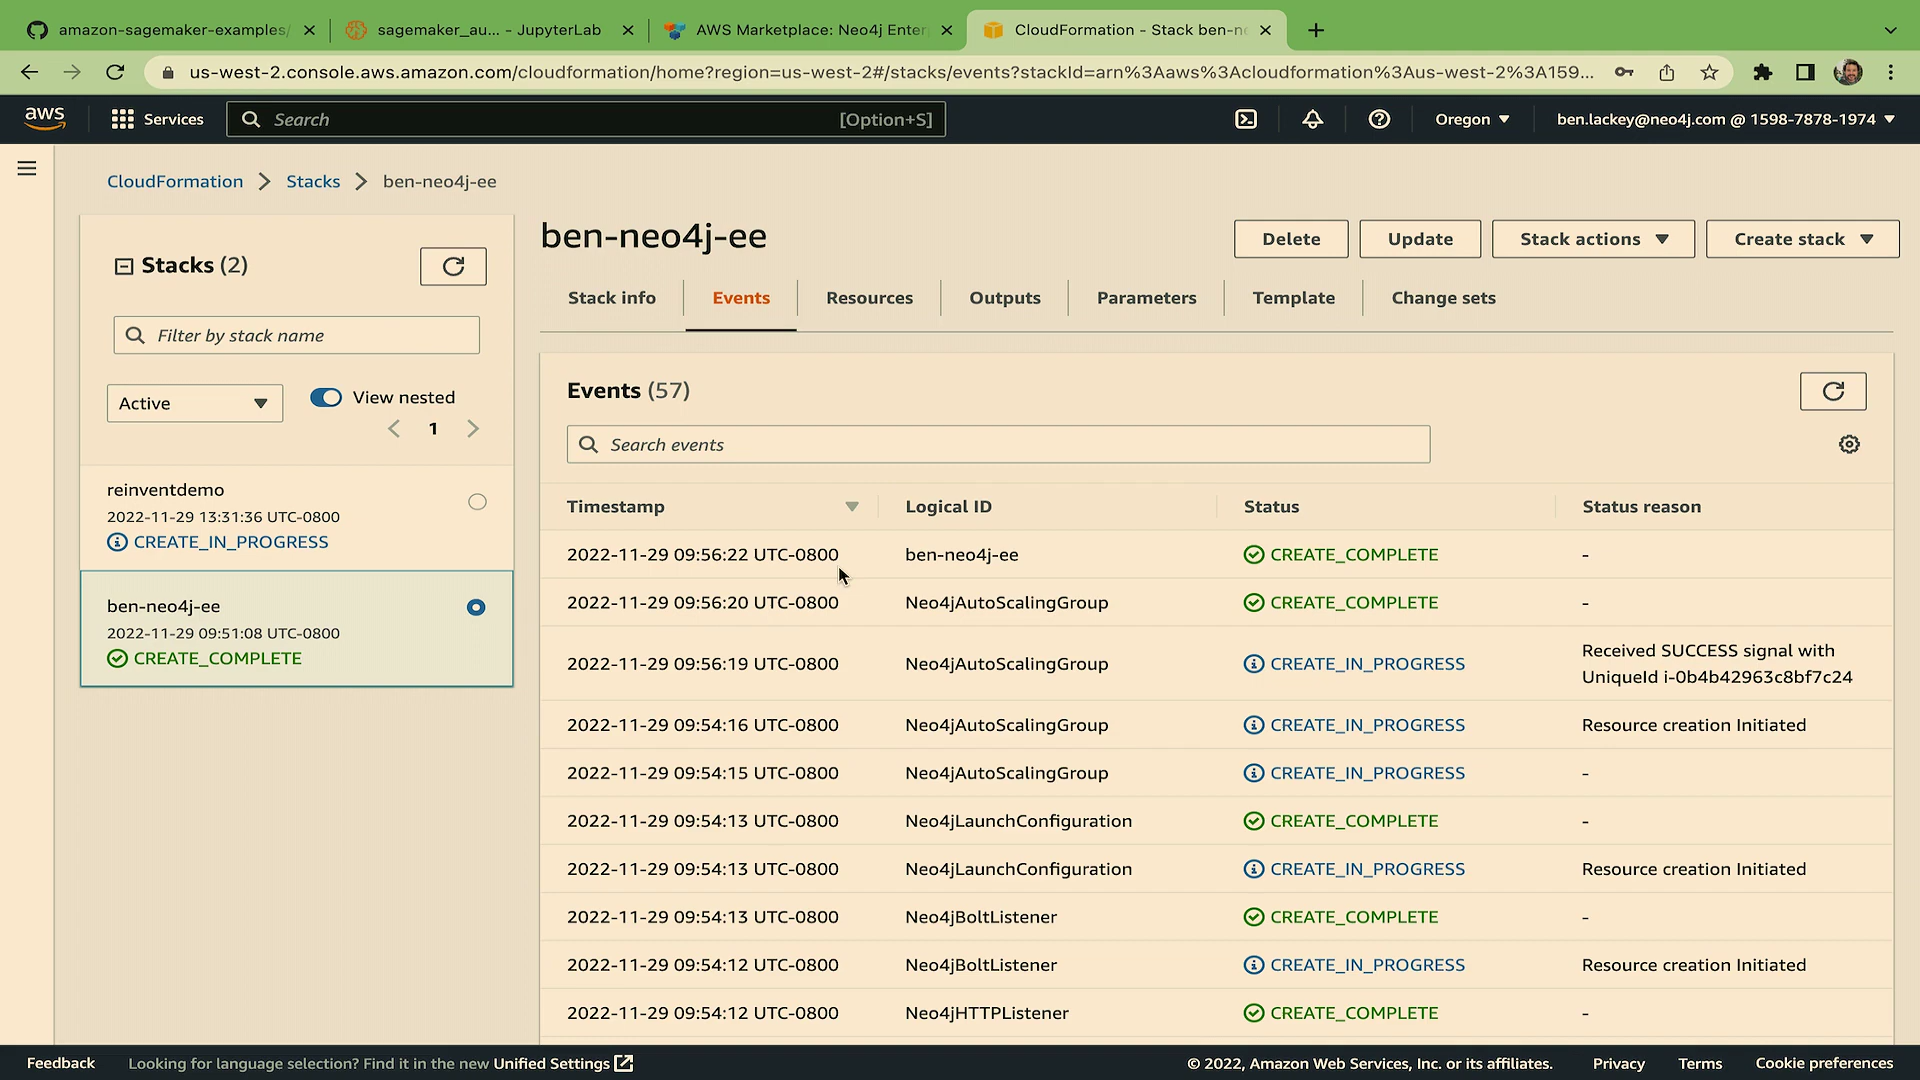 amazon-sagemaker-examples/
sagemaker_au... - JupyterLab
AWS Marketplace: Neo4j Enter
CloudFormation - Stack ben-ne
us-west-2.console.aws.amazon.com/cloudformation/home?region=us-west-2#/stacks/events?stackId=arn%3Aaws%3Acloudformation%3Aus-west-2%3A159...
aws
Services
Search
[Option+S]
Oregon
ben.lackey@neo4j.com @ 1598-7878-1974
CloudFormation
Stacks
ben-neo4j-ee
Stacks (2)
Filter by stack name
Active
View nested
1
reinventdemo
2022-11-29 13:31:36 UTC-0800
CREATE_IN_PROGRESS
ben-neo4j-ee
2022-11-29 09:51:08 UTC-0800
CREATE_COMPLETE
ben-neo4j-ee
Delete
Update
Stack actions
Create stack
Stack info
Events
Resources
Outputs
Parameters
Template
Change sets
Events (57)
Search events
Timestamp Logical ID Status Status reason
2022-11-29 09:56:22 UTC-0800 ben-neo4j-ee CREATE_COMPLETE -
2022-11-29 09:56:20 UTC-0800 Neo4jAutoScalingGroup CREATE_COMPLETE -
2022-11-29 09:56:19 UTC-0800 Neo4jAutoScalingGroup CREATE_IN_PROGRESS Received SUCCESS signal with
UniqueId i-0b4b42963c8bf7c24
2022-11-29 09:54:16 UTC-0800 Neo4jAutoScalingGroup CREATE_IN_PROGRESS Resource creation Initiated
2022-11-29 09:54:15 UTC-0800 Neo4jAutoScalingGroup CREATE_IN_PROGRESS -
2022-11-29 09:54:13 UTC-0800 Neo4jLaunchConfiguration CREATE_COMPLETE -
2022-11-29 09:54:13 UTC-0800 Neo4jLaunchConfiguration CREATE_IN_PROGRESS Resource creation Initiated
2022-11-29 09:54:13 UTC-0800 Neo4jBoltListener CREATE_COMPLETE -
2022-11-29 09:54:12 UTC-0800 Neo4jBoltListener CREATE_IN_PROGRESS Resource creation Initiated
2022-11-29 09:54:12 UTC-0800 Neo4jHTTPListener CREATE_COMPLETE -
Feedback
Looking for language selection? Find it in the new Unified Settings
© 2022, Amazon Web Services, Inc. or its affiliates.
Privacy
Terms
Cookie preferences